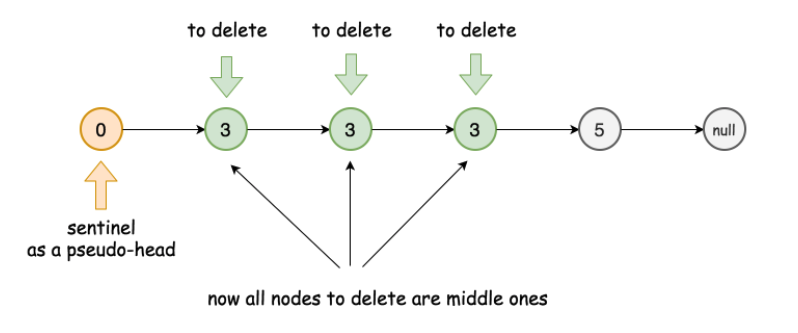 to delete to delete to delete
0 3 3 3 5 null
sentinel
as a pseudo-head
now all nodes to delete are middle ones